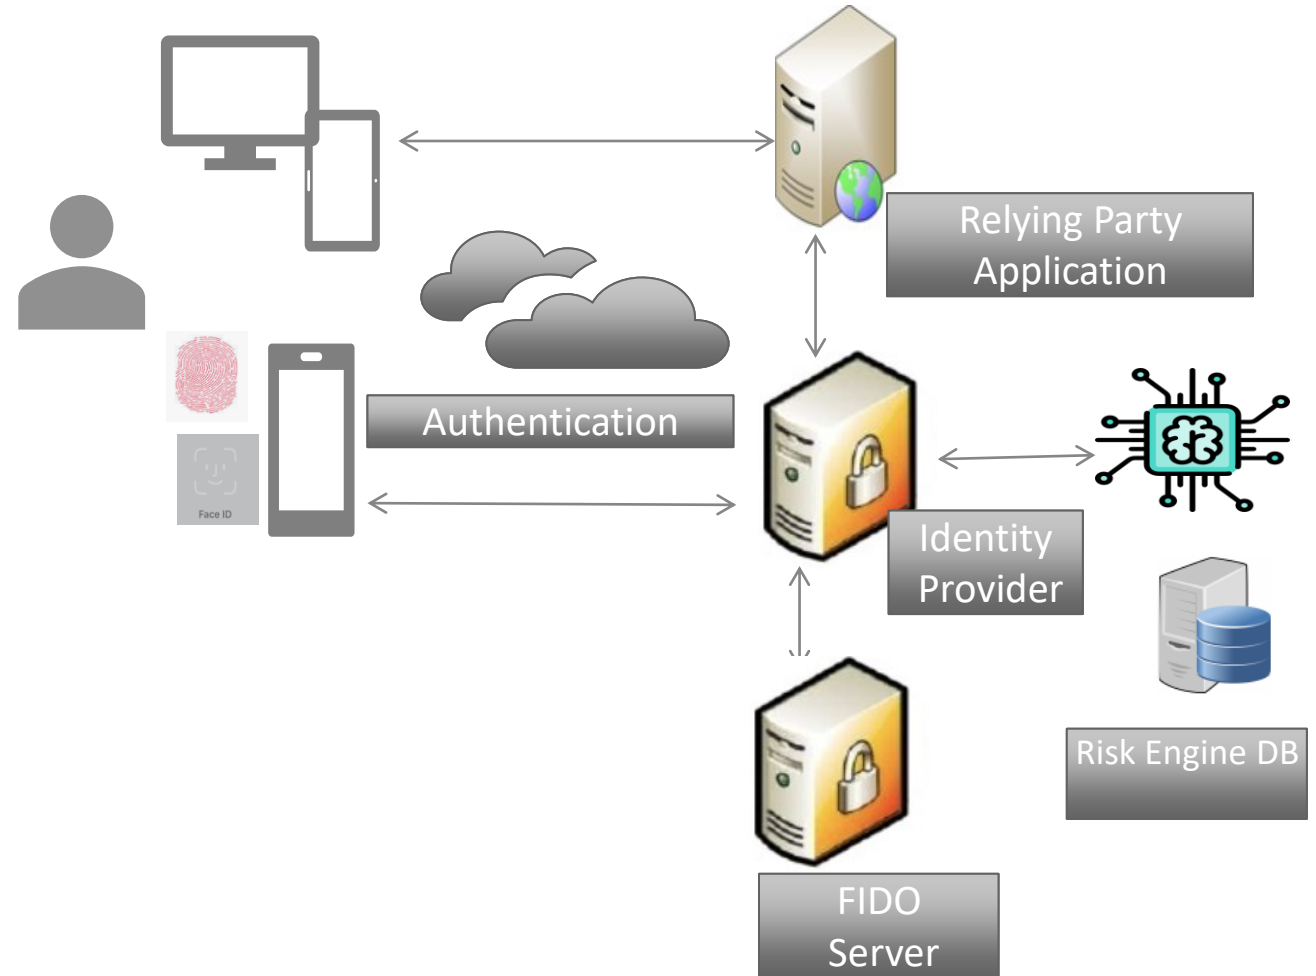 Relying Party
Application
Authentication
Face ID
Identity
Provider
Risk Engine DB
FIDO
Server